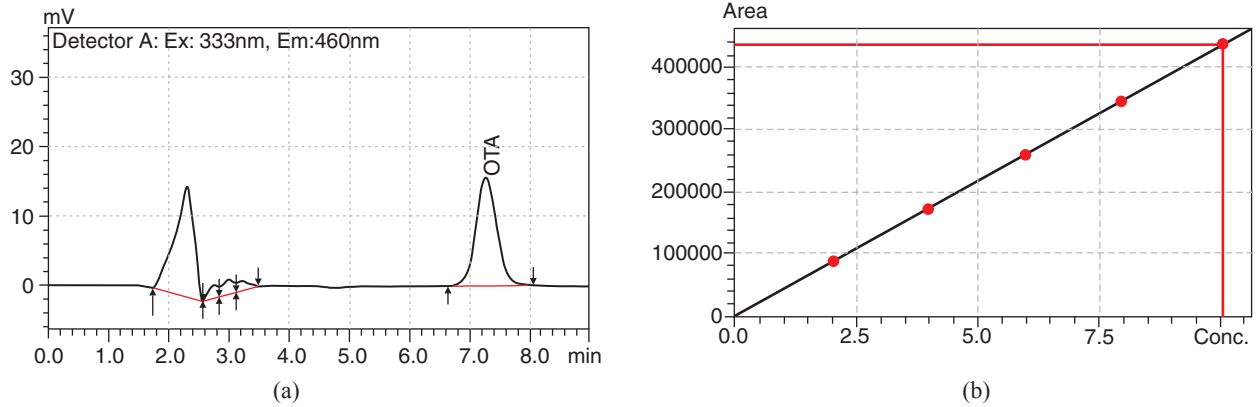 mV
Detector A: Ex: 333nm, Em:460nm
30
20
10
0
OTA
0.0 1.0 2.0 3.0 4.0 5.0 6.0 7.0 8.0 min
(a)
Area
400000
300000
200000
100000
0
0.0 2.5 5.0 7.5 Conc.
(b)